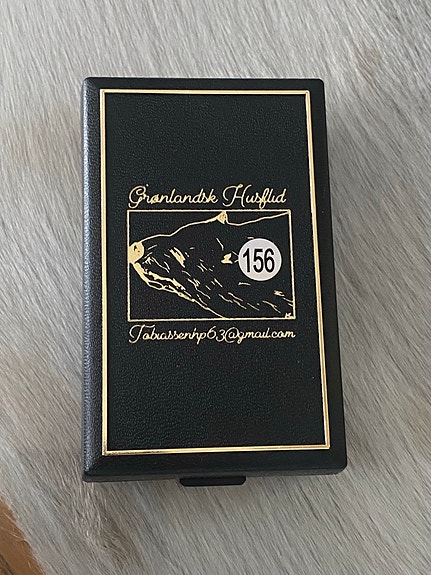 Grønlandsk Husflid
156
Tobiassenhp63@gmail.com